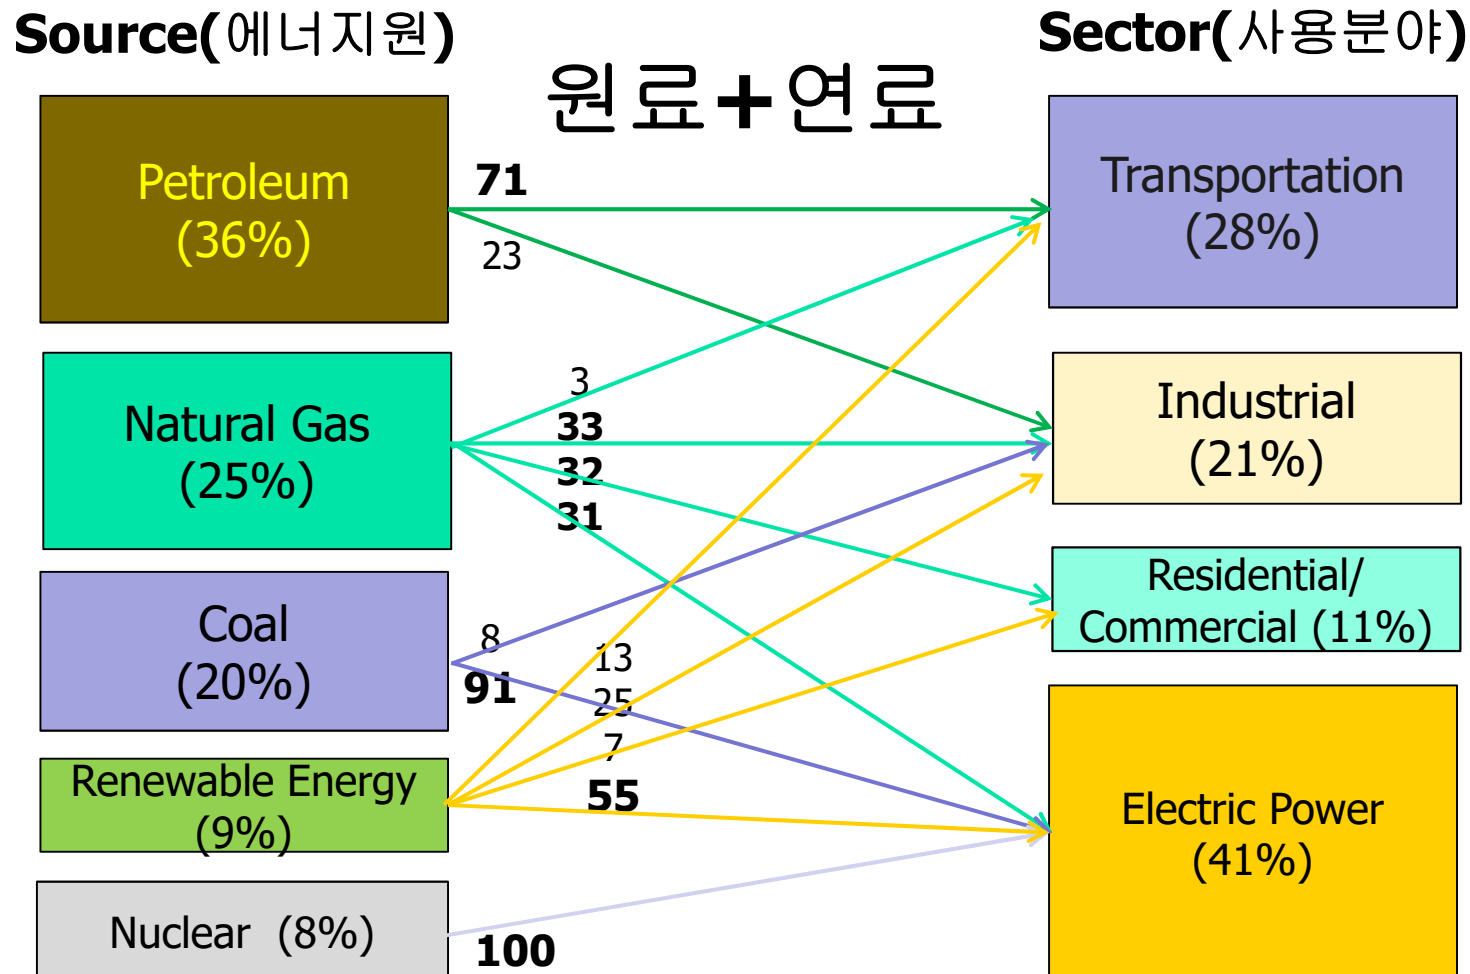 Source(에너지원)
Sector(사용분야)
원료+연료
Petroleum
(36%)
71
23
Transportation
(28%)
Natural Gas
(25%)
3
33
32
31
Industrial
(21%)
Coal
(20%)
8
91
Residential/
Commercial (11%)
Renewable Energy
(9%)
13
25
7
55
Electric Power
(41%)
Nuclear (8%)
100